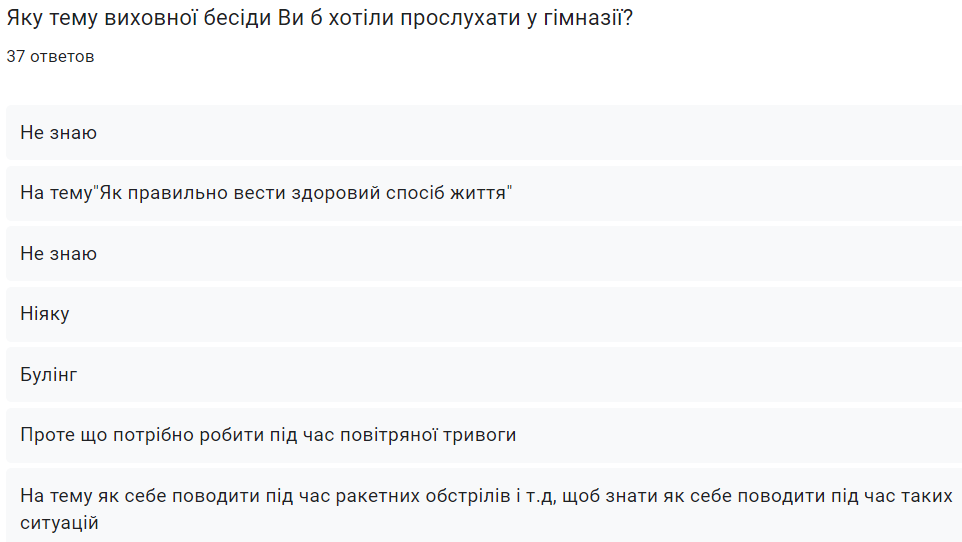 Яку тему виховної бесіди Ви б хотіли прослухати у гімназії?
37 ответов
Не знаю
На тему"Як правильно вести здоровий спосіб життя"
Не знаю
Ніяку
Булінг
Проте що потрібно робити під час повітряної тривоги
На тему як себе поводити під час ракетних обстрілів і т.д, щоб знати як себе поводити під час таких
ситуацій